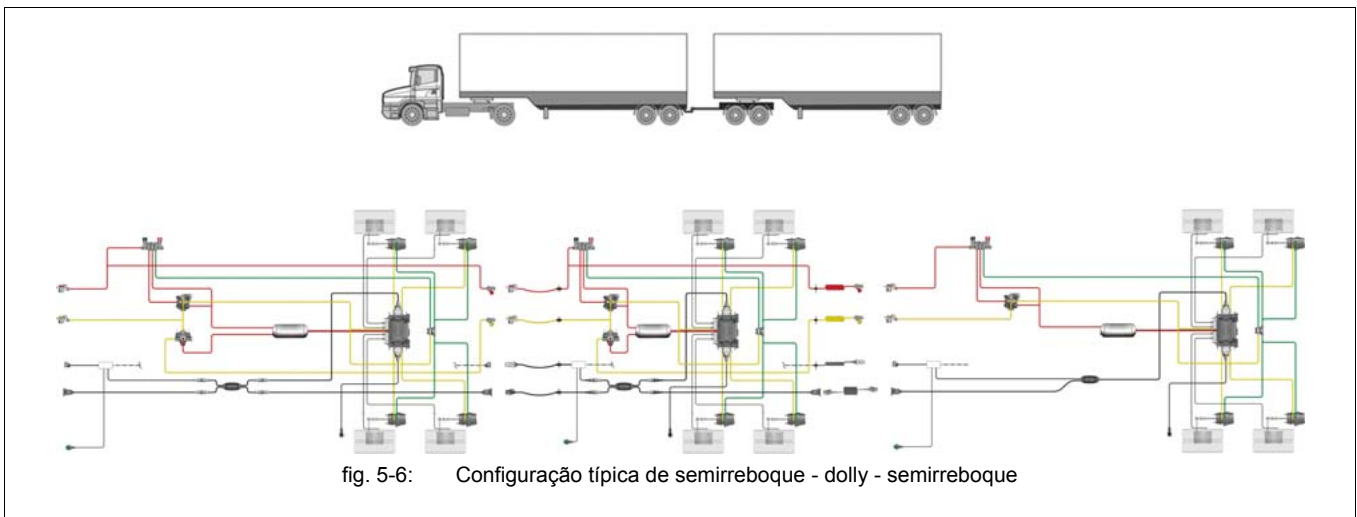 fig. 5-6: Configuração típica de semirreboque - dolly - semirreboque